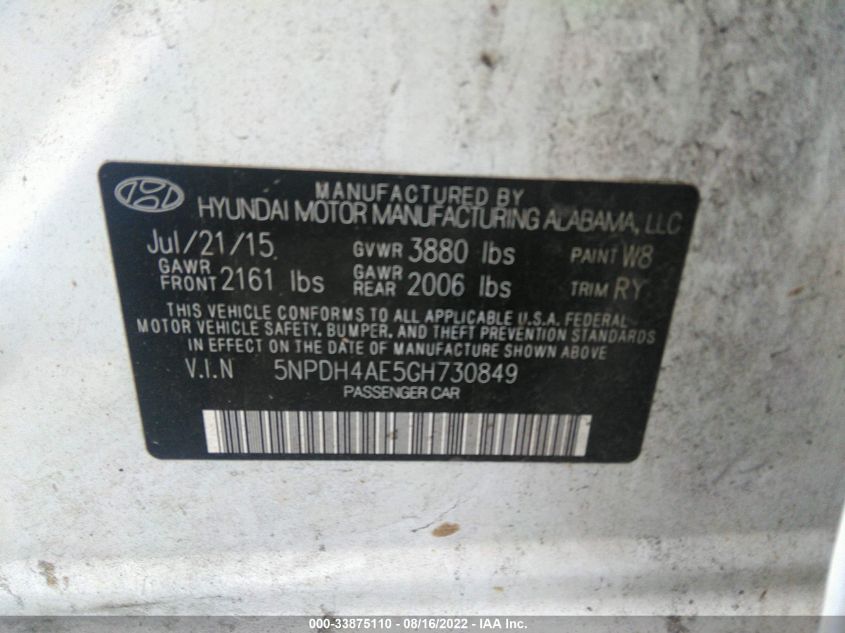 MANUFACTURED BY
HYUNDAI MOTOR MANUFACTURING ALABAMA, LLC
Jul/21/15 GVWR 3880 lbs PAINT W8
GAWR FRONT 2161 lbs GAWR REAR 2006 lbs TRIM RY
THIS VEHICLE CONFORMS TO ALL APPLICABLE U.S.A. FEDERAL
MOTOR VEHICLE SAFETY, BUMPER, AND THEFT PREVENTION STANDARDS
IN EFFECT ON THE DATE OF MANUFACTURE SHOWN ABOVE
V.I.N 5NPDH4AE5GH730849
PASSENGER CAR
000-33875110 - 08/16/2022 - IAA Inc.